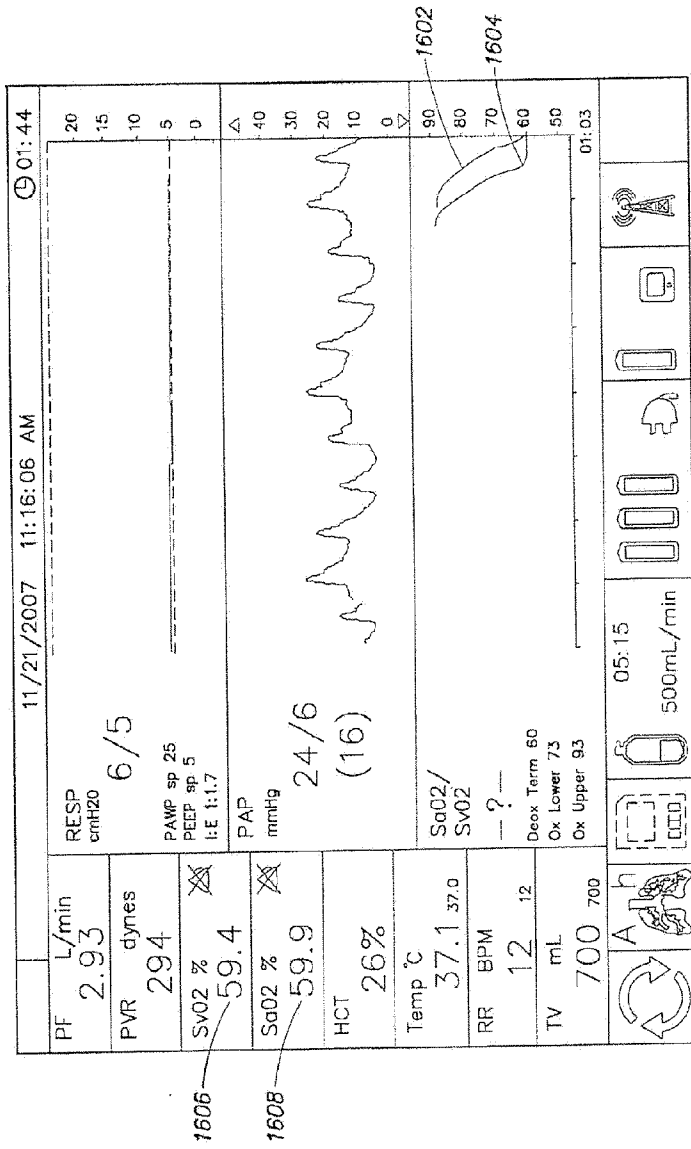 11/21/2007 11:16:06 AM
01:44
PF L/min
2.93
PVR dynes
294
SvO2 %
59.4
SaO2 %
59.9
HCT
26%
Temp °C
37.1 37.0
RR BPM
12 12
TV mL
700 700
RESP
cmH20
6/5
PAWP sp 25
PEEP sp 5
I:E 1:1.7
20
15
10
5
0
PAP
mmHg
24/6
(16)
40
30
20
10
0
SaO2/
SvO2
--?--
Deox Term 60
Ox Lower 73
Ox Upper 93
90
80
70
60
50
01:03
A h
05:15
500mL/min
1602
1604
1606
1608